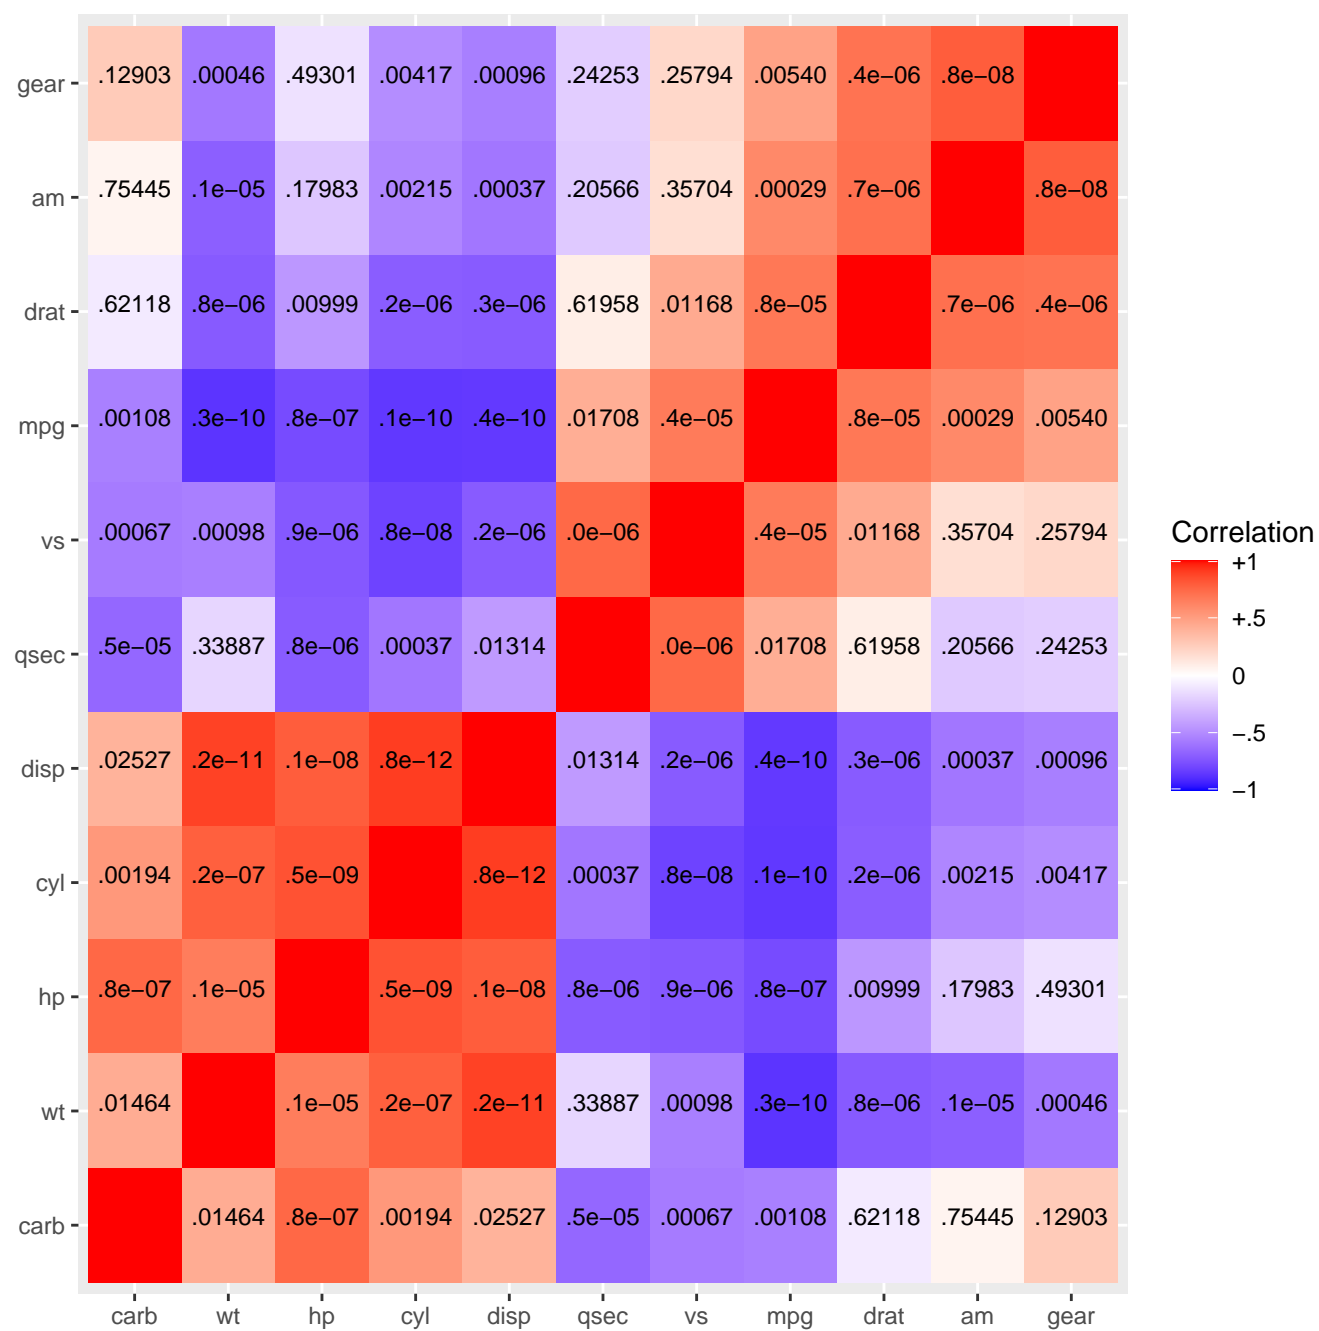 gear .12903 .00046 .49301 .00417 .00096 .24253 .25794 .00540 .4e−06 .8e−08
am .75445 .1e−05 .17983 .00215 .00037 .20566 .35704 .00029 .7e−06 .8e−08
drat .62118 .8e−06 .00999 .2e−06 .3e−06 .61958 .01168 .8e−05 .7e−06 .4e−06
mpg .00108 .3e−10 .8e−07 .1e−10 .4e−10 .01708 .4e−05 .8e−05 .00029 .00540
vs .00067 .00098 .9e−06 .8e−08 .2e−06 .0e−06 .4e−05 .01168 .35704 .25794
qsec .5e−05 .33887 .8e−06 .00037 .01314 .0e−06 .01708 .61958 .20566 .24253
disp .02527 .2e−11 .1e−08 .8e−12 .01314 .2e−06 .4e−10 .3e−06 .00037 .00096
cyl .00194 .2e−07 .5e−09 .8e−12 .00037 .8e−08 .1e−10 .2e−06 .00215 .00417
hp .8e−07 .1e−05 .5e−09 .1e−08 .8e−06 .9e−06 .8e−07 .00999 .17983 .49301
wt .01464 .1e−05 .2e−07 .2e−11 .33887 .00098 .3e−10 .8e−06 .1e−05 .00046
carb .01464 .8e−07 .00194 .02527 .5e−05 .00067 .00108 .62118 .75445 .12903
carb wt hp cyl disp qsec vs mpg drat am gear
Correlation
+1
+.5
0
−.5
−1